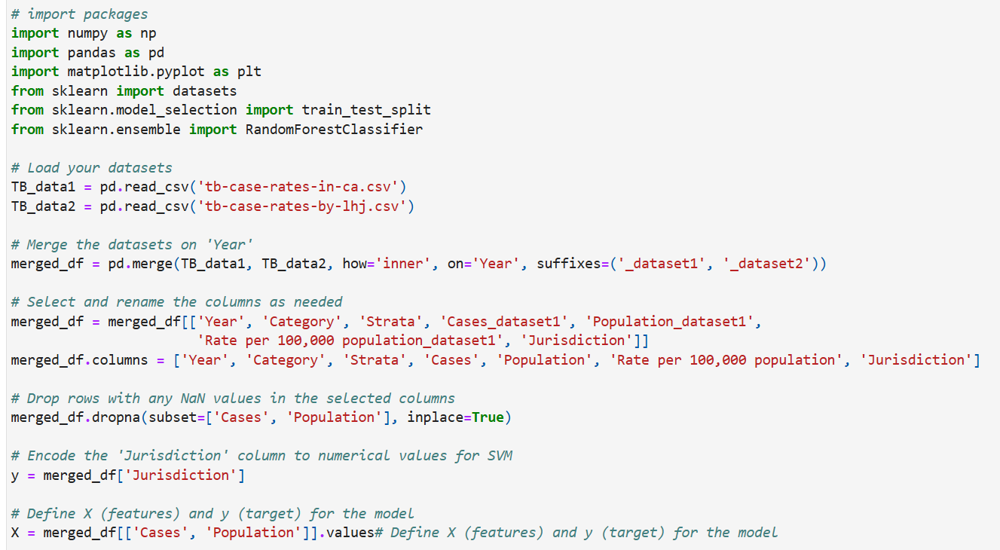 # import packages
import numpy as np
import pandas as pd
import matplotlib.pyplot as plt
from sklearn import datasets
from sklearn.model_selection import train_test_split
from sklearn.ensemble import RandomForestClassifier
# Load your datasets
TB_data1 = pd.read_csv('tb-case-rates-in-ca.csv')
TB_data2 = pd.read_csv('tb-case-rates-by-lhj.csv')
# Merge the datasets on 'Year'
merged_df = pd.merge(TB_data1, TB_data2, how='inner', on='Year', suffixes=('_dataset1', '_dataset2'))
# Select and rename the columns as needed
merged_df = merged_df[['Year', 'Category', 'Strata', 'Cases_dataset1', 'Population_dataset1',
'Rate per 100,000 population_dataset1', 'Jurisdiction']]
merged_df.columns = ['Year', 'Category', 'Strata', 'Cases', 'Population', 'Rate per 100,000 population', 'Jurisdiction']
# Drop rows with any NaN values in the selected columns
merged_df.dropna(subset=['Cases', 'Population'], inplace=True)
# Encode the 'Jurisdiction' column to numerical values for SVM
y = merged_df['Jurisdiction']
# Define X (features) and y (target) for the model
X = merged_df[['Cases', 'Population']].values# Define X (features) and y (target) for the model